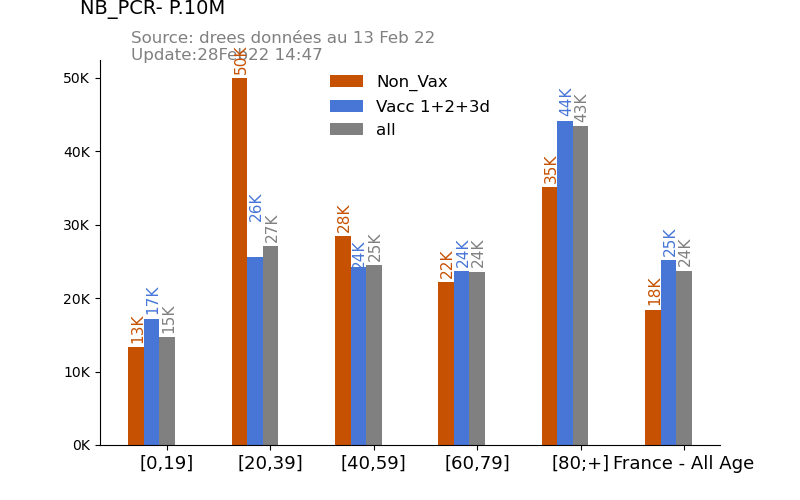 NB_PCR- P.10M
Source: drees données au 13 Feb 22
Update:28Feb22 14:47
Non_Vax
Vacc 1+2+3d
all
50K
40K
30K
20K
10K
0K
13K 17K 15K
50K 26K 27K
28K 24K 25K
22K 24K 24K
35K 44K 43K
18K 25K 24K
[0,19] [20,39] [40,59] [60,79] [80;+] France - All Age